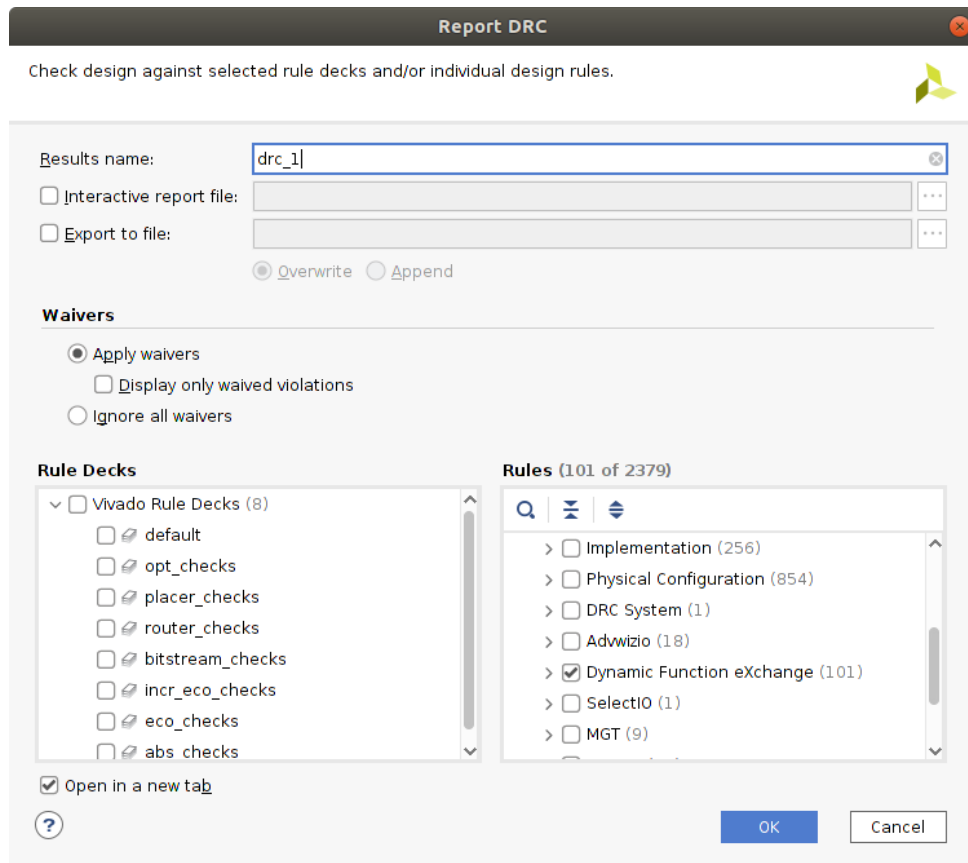 Report DRC
Check design against selected rule decks and/or individual design rules.
Results name: drc_1
Interactive report file: ...
Export to file: ...
Overwrite Append
Waivers
Apply waivers
Display only waived violations
Ignore all waivers
Rule Decks
Vivado Rule Decks (8)
default
opt_checks
placer_checks
router_checks
bitstream_checks
incr_eco_checks
eco_checks
abs_checks
Rules (101 of 2379)
Implementation (256)
Physical Configuration (854)
DRC System (1)
Advwizio (18)
Dynamic Function eXchange (101)
SelectIO (1)
MGT (9)
Open in a new tab
?
OK Cancel